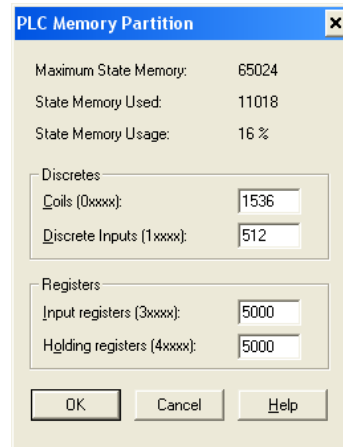 PLC Memory Partition
Maximum State Memory: 65024
State Memory Used: 11018
State Memory Usage: 16 %
Discretes
Coils (0xxxx): 1536
Discrete Inputs (1xxxx): 512
Registers
Input registers (3xxxx): 5000
Holding registers (4xxxx): 5000
OK Cancel Help